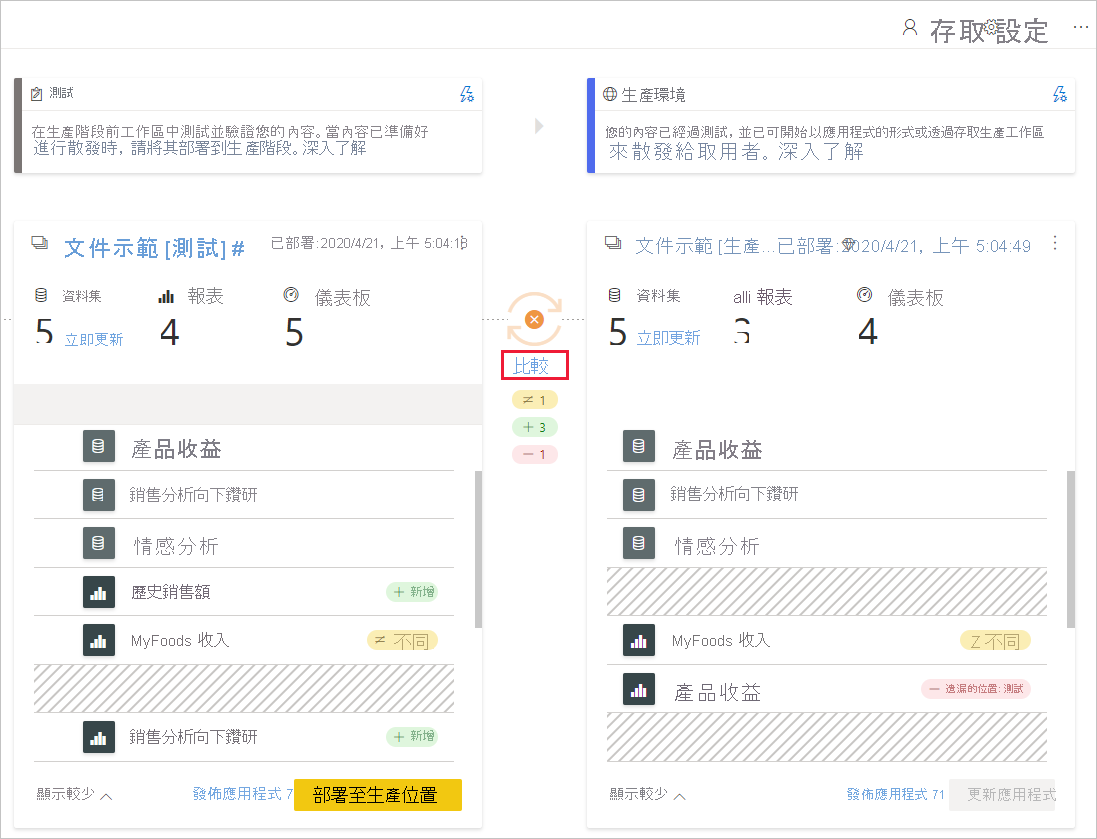 存取 設定 ...
測試
在生產階段前工作區中測試並驗證您的內容。當內容已準備好
進行散發時, 請將其部署到生產階段。深入了解
生產環境
您的內容已經過測試, 並已可開始以應用程式的形式或透過存取生產工作區
來散發給取用者。深入了解
文件示範 [測試] #
已部署:2020/4/21, 上午 5:04:
資料集
報表
儀表板
5 立即更新
4
5
比較
≠ 1
+ 3
— 1
文件示範 [生產... 已部署:2020/4/21, 上午 5:04:49
資料集
alli 報表
儀表板
5 立即更新
3
4
產品收益
銷售分析向下鑽研
情感分析
歷史銷售額
+ 新增
MyFoods 收入
≠ 不同
銷售分析向下鑽研
+ 新增
顯示較少
發佈應用程式 7
部署至生產位置
產品收益
銷售分析向下鑽研
情感分析
MyFoods 收入
Z 不同
產品收益
— 遺漏的位置: 測試
顯示較少
發佈應用程式 71
更新應用程式